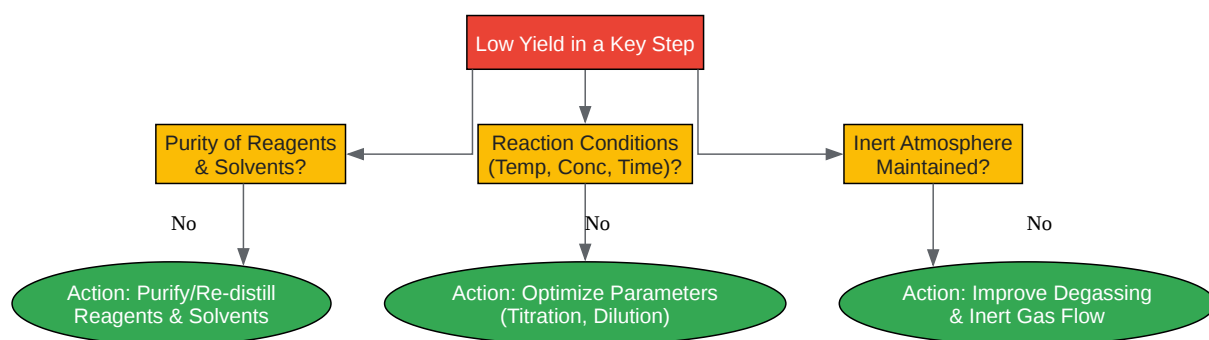 Low Yield in a Key Step
Purity of Reagents
& Solvents?
Reaction Conditions
(Temp, Conc, Time)?
Inert Atmosphere
Maintained?
No
No
No
Action: Purify/Re-distill
Reagents & Solvents
Action: Optimize Parameters
(Titration, Dilution)
Action: Improve Degassing
& Inert Gas Flow